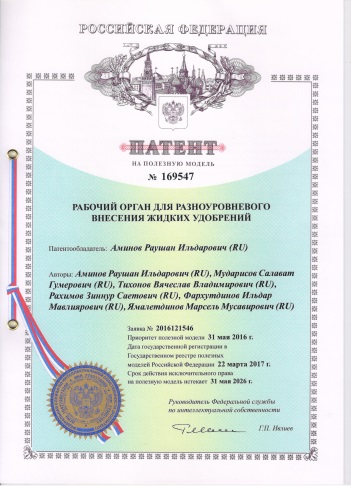 РОССИЙСКАЯ ФЕДЕРАЦИЯ
ПАТЕНТ
НА ПОЛЕЗНУЮ МОДЕЛЬ
№ 169547
РАБОЧИЙ ОРГАН ДЛЯ РАЗНОУРОВНЕВОГО
ВНЕСЕНИЯ ЖИДКИХ УДОБРЕНИЙ
Патентообладатель: Аминов Раушан Ильдарович (RU)
Авторы: Аминов Раушан Ильдарович (RU), Мударисов Салават
Гумерович (RU), Тихонов Вячеслав Владимирович (RU),
Рахимов Зиннур Саетович (RU), Фархутдинов Ильдар
Мавлиярович (RU), Ямалетдинов Марсель Мусавирович (RU)
Заявка № 2016121546
Приоритет полезной модели 31 мая 2016 г.
Дата государственной регистрации в
Государственном реестре полезных
моделей Российской Федерации 22 марта 2017 г.
Срок действия исключительного права
на полезную модель истекает 31 мая 2026 г.
Руководитель Федеральной службы
по интеллектуальной собственности
Г.П. Ивлиев